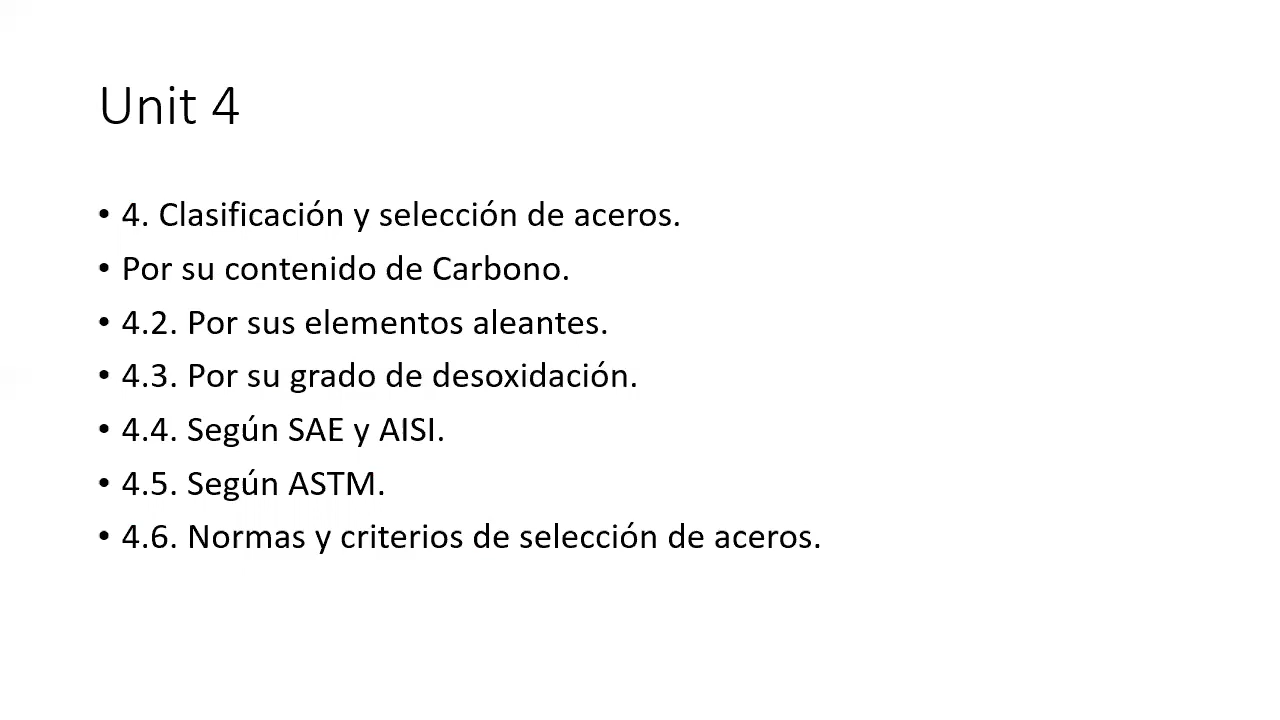 Unit 4
• 4. Clasificación y selección de aceros.
• Por su contenido de Carbono.
• 4.2. Por sus elementos aleantes.
• 4.3. Por su grado de desoxidación.
• 4.4. Según SAE y AISI.
• 4.5. Según ASTM.
• 4.6. Normas y criterios de selección de aceros.